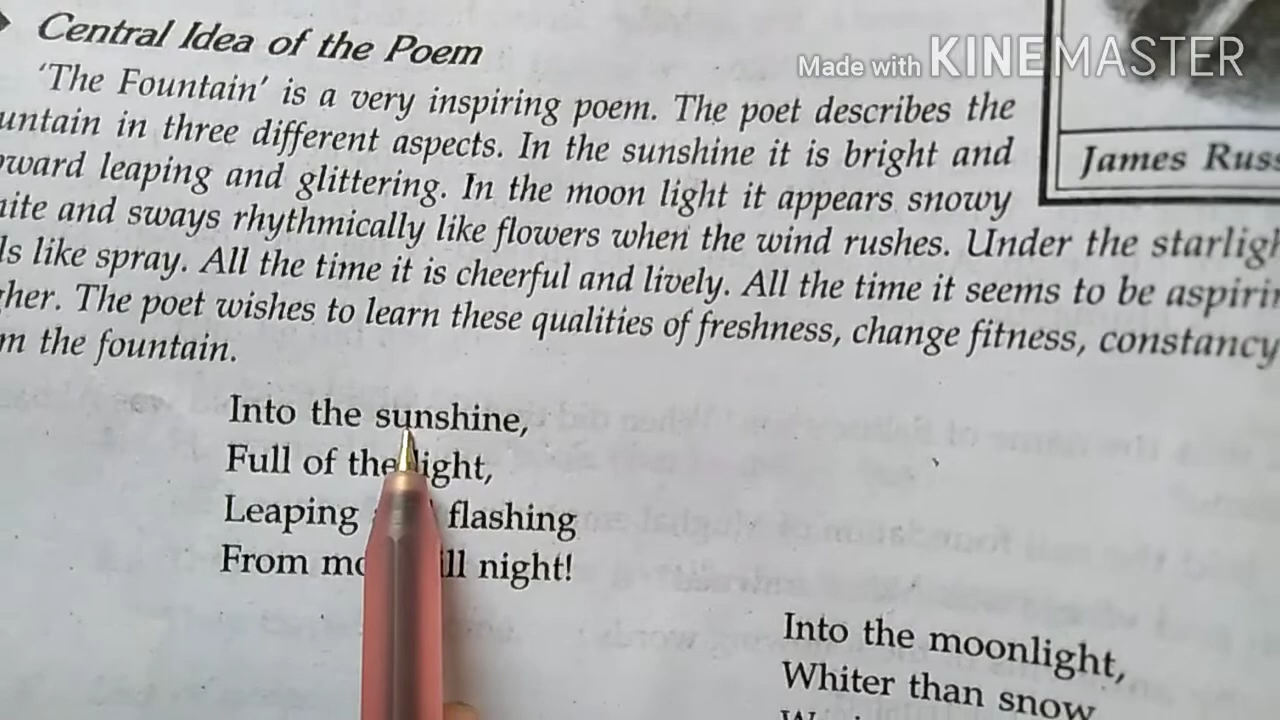 Central Idea of the Poem
Made with KINEMASTER
'The Fountain' is a very inspiring poem. The poet describes the
untain in three different aspects. In the sunshine it is bright and
ward leaping and glittering. In the moon light it appears snowy
ite and sways rhythmically like flowers when the wind rushes. Under the starligh
ls like spray. All the time it is cheerful and lively. All the time it seems to be aspirin
gher. The poet wishes to learn these qualities of freshness, change fitness, constancy
m the fountain.
James Russ
Into the sunshine,
Full of the light,
Leaping flashing
From night!
Into the moonlight,
Whiter than snow